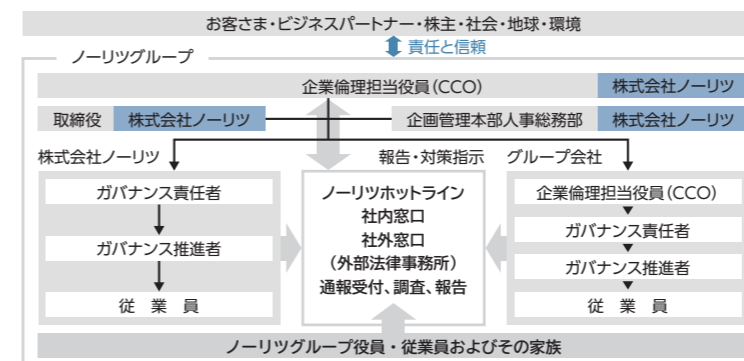 お客さま・ビジネスパートナー・株主・社会・地球・環境
責任と信頼
ノーリツグループ
企業倫理担当役員（CCO）
株式会社ノーリツ
取締役
株式会社ノーリツ
企画管理本部人事総務部
株式会社ノーリツ
株式会社ノーリツ
報告・対策指示
グループ会社
ガバナンス責任者
ガバナンス推進者
従業員
ノーリツホットライン
社内窓口
社外窓口
（外部法律事務所）
通報受付、調査、報告
企業倫理担当役員（CCO）
ガバナンス責任者
ガバナンス推進者
従業員
ノーリツグループ役員・従業員およびその家族